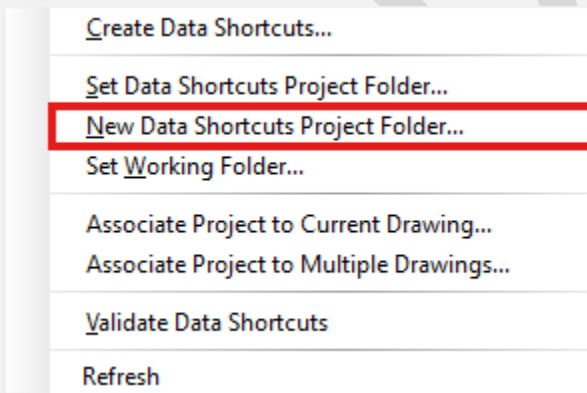 Create Data Shortcuts...
Set Data Shortcuts Project Folder...
New Data Shortcuts Project Folder...
Set Working Folder...
Associate Project to Current Drawing...
Associate Project to Multiple Drawings...
Validate Data Shortcuts
Refresh